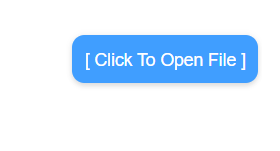 [ Click To Open File ]